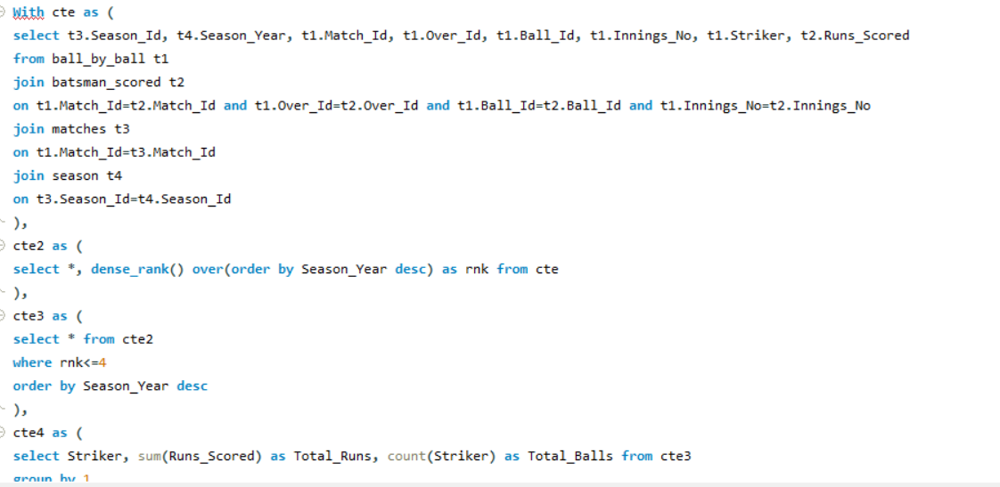 With cte as (
select t3.Season_Id, t4.Season_Year, t1.Match_Id, t1.Over_Id, t1.Ball_Id, t1.Innings_No, t1.Striker, t2.Runs_Scored
from ball_by_ball t1
join batsman_scored t2
on t1.Match_Id=t2.Match_Id and t1.Over_Id=t2.Over_Id and t1.Ball_Id=t2.Ball_Id and t1.Innings_No=t2.Innings_No
join matches t3
on t1.Match_Id=t3.Match_Id
join season t4
on t3.Season_Id=t4.Season_Id
),
cte2 as (
select *, dense_rank() over(order by Season_Year desc) as rnk from cte
),
cte3 as (
select * from cte2
where rnk<=4
order by Season_Year desc
),
cte4 as (
select Striker, sum(Runs_Scored) as Total_Runs, count(Striker) as Total_Balls from cte3
group by 1